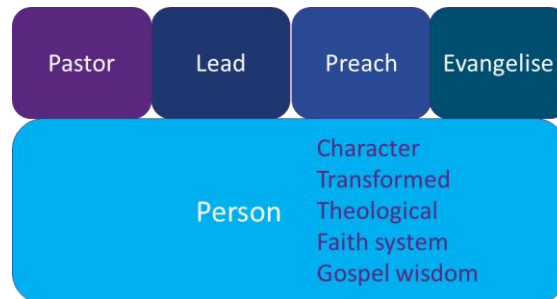 Pastor
Lead
Preach
Evangelise
Person
Character
Transformed
Theological
Faith system
Gospel wisdom